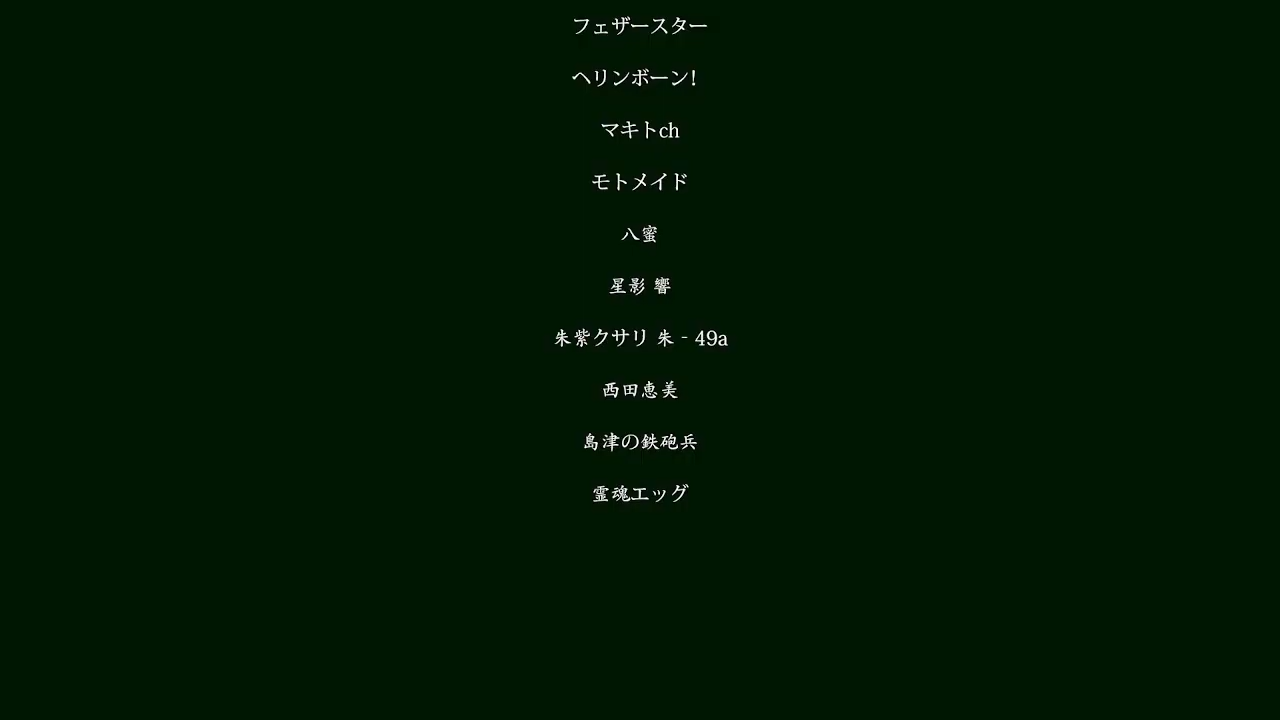 フェザースター
ヘリンボーン!
マキトch
モトメイド
八蜜
星影 響
朱紫クサリ 朱 - 49a
西田恵美
島津の鉄砲兵
霊魂エッグ